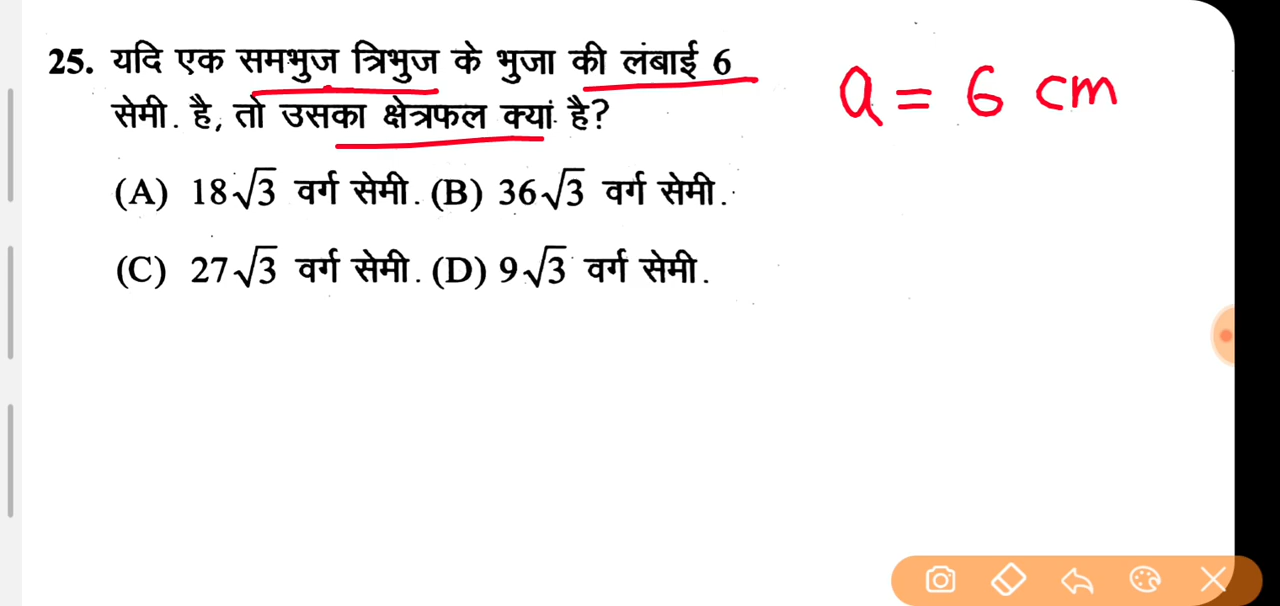 25. यदि एक समभुज त्रिभुज के भुजा की लंबाई 6
सेमी. है, तो उसका क्षेत्रफल क्यां है?
a = 6 cm
(A) 18√3 वर्ग सेमी. (B) 36√3 वर्ग सेमी.
(C) 27√3 वर्ग सेमी. (D) 9√3 वर्ग सेमी.